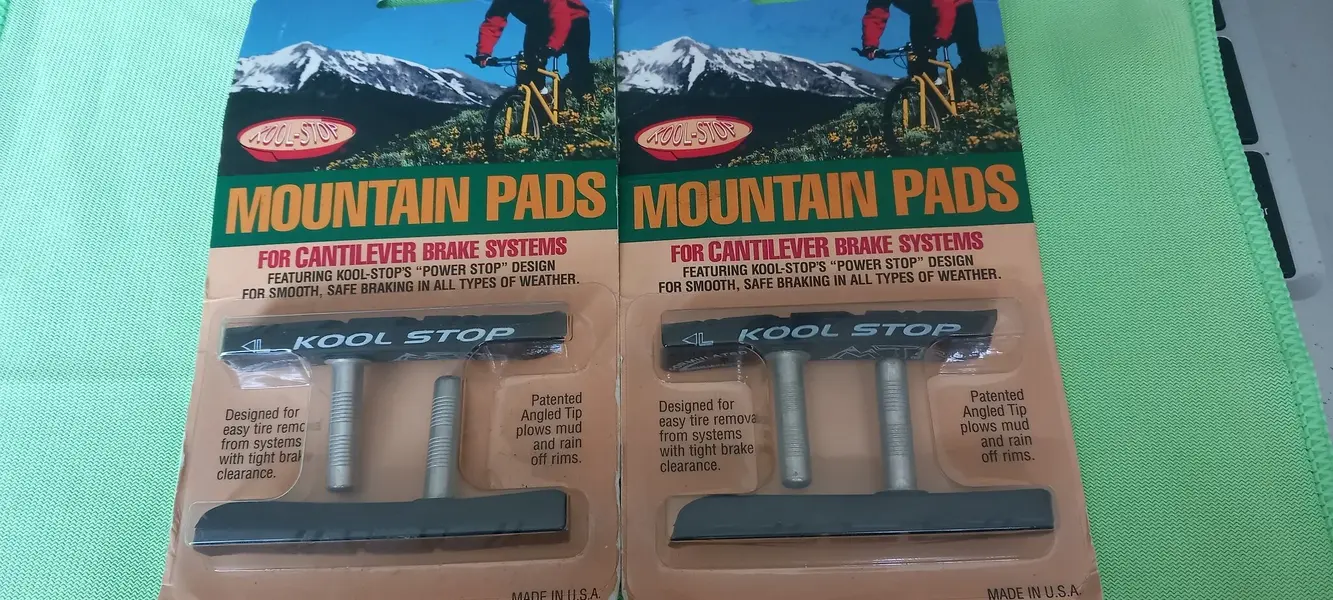 KOOL-STOP
MOUNTAIN PADS
FOR CANTILEVER BRAKE SYSTEMS
FEATURING KOOL-STOP'S "POWER STOP" DESIGN
FOR SMOOTH, SAFE BRAKING IN ALL TYPES OF WEATHER.
L KOOL STOP
Designed for
easy tire remo
from systems
with tight brak
clearance.
Patented
Angled Tip
plows mud
and rain
off rims.
MADE IN U.S.A.
KOOL-STOP
MOUNTAIN PADS
FOR CANTILEVER BRAKE SYSTEMS
FEATURING KOOL-STOP'S "POWER STOP" DESIGN
FOR SMOOTH, SAFE BRAKING IN ALL TYPES OF WEATHER.
L KOOL STOP
Designed for
easy tire remova
from systems
with tight brake
clearance.
Patented
Angled Tip
plows mud
and rain
off rims.
MADE IN U.S.A.